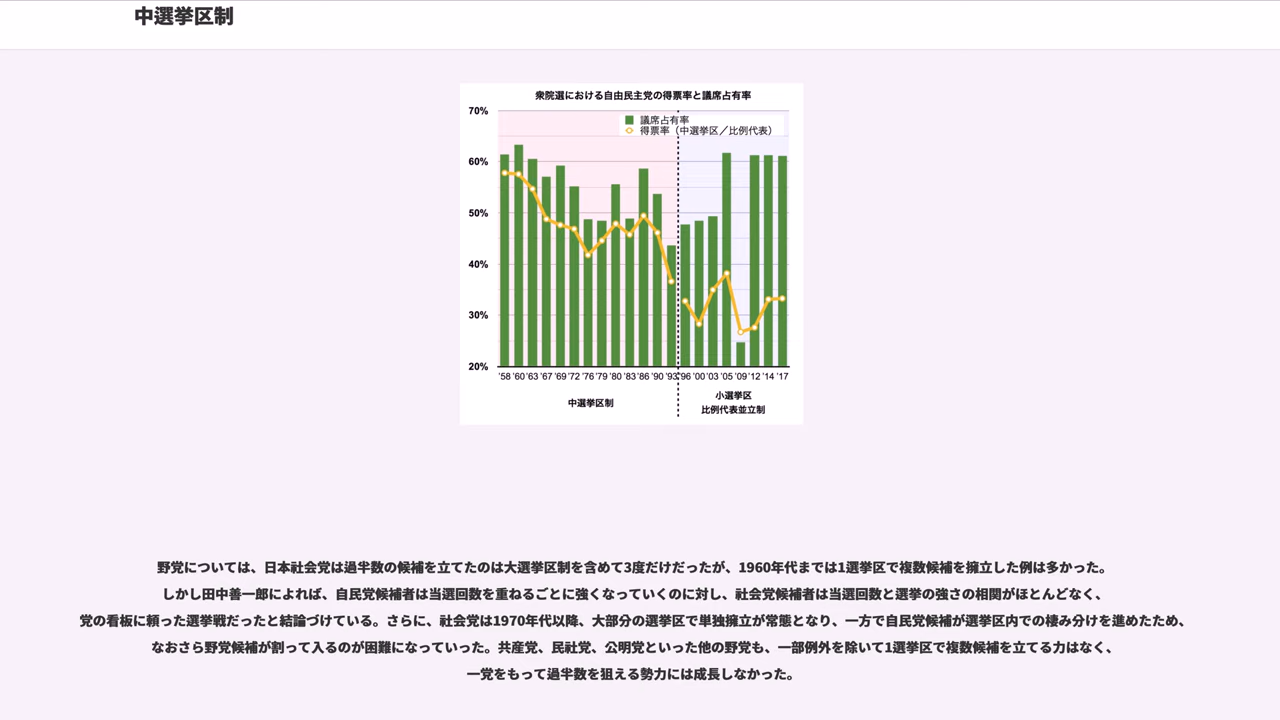 中選挙区制
衆院選における自由民主党の得票率と議席占有率
70%
議席占有率
得票率（中選挙区／比例代表）
60%
50%
40%
30%
20%
'58 '60 '63 '67 '69 '72 '76 '79 '80 '83 '86 '90 '93 '96 '00 '03 '05 '09 '12 '14 '17
中選挙区制
小選挙区
比例代表並立制
野党については、日本社会党は過半数の候補を立てたのは大選挙区制を含めて3度だけだったが、1960年代までは1選挙区で複数候補を擁立した例は多かった。
しかし田中善一郎によれば、自民党候補者は当選回数を重ねるごとに強くなっていくのに対し、社会党候補者は当選回数と選挙の強さの相関がほとんどなく、
党の看板に頼った選挙戦だったと結論づけている。さらに、社会党は1970年代以降、大部分の選挙区で単独擁立が常態となり、一方で自民党候補が選挙区内での棲み分けを進めたため、
なおさら野党候補が割って入るのが困難になっていった。共産党、民社党、公明党といった他の野党も、一部例外を除いて1選挙区で複数候補を立てる力はなく、
一党をもって過半数を狙える勢力には成長しなかった。